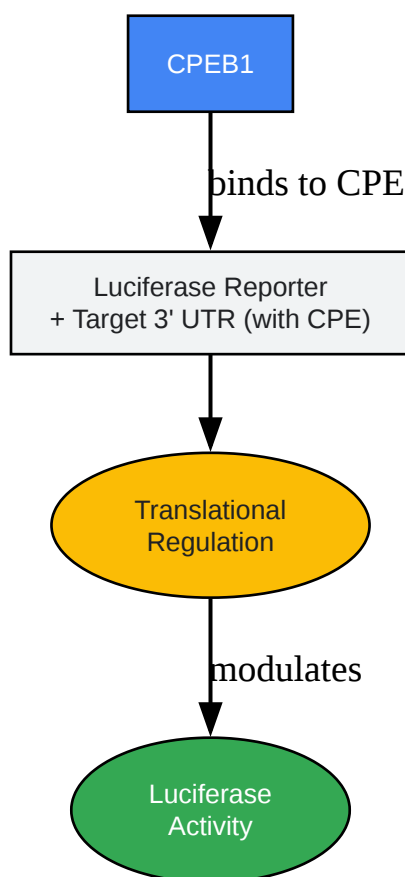 CPEB1
binds to CPE
Luciferase Reporter
+ Target 3' UTR (with CPE)
Translational
Regulation
modulates
Luciferase
Activity